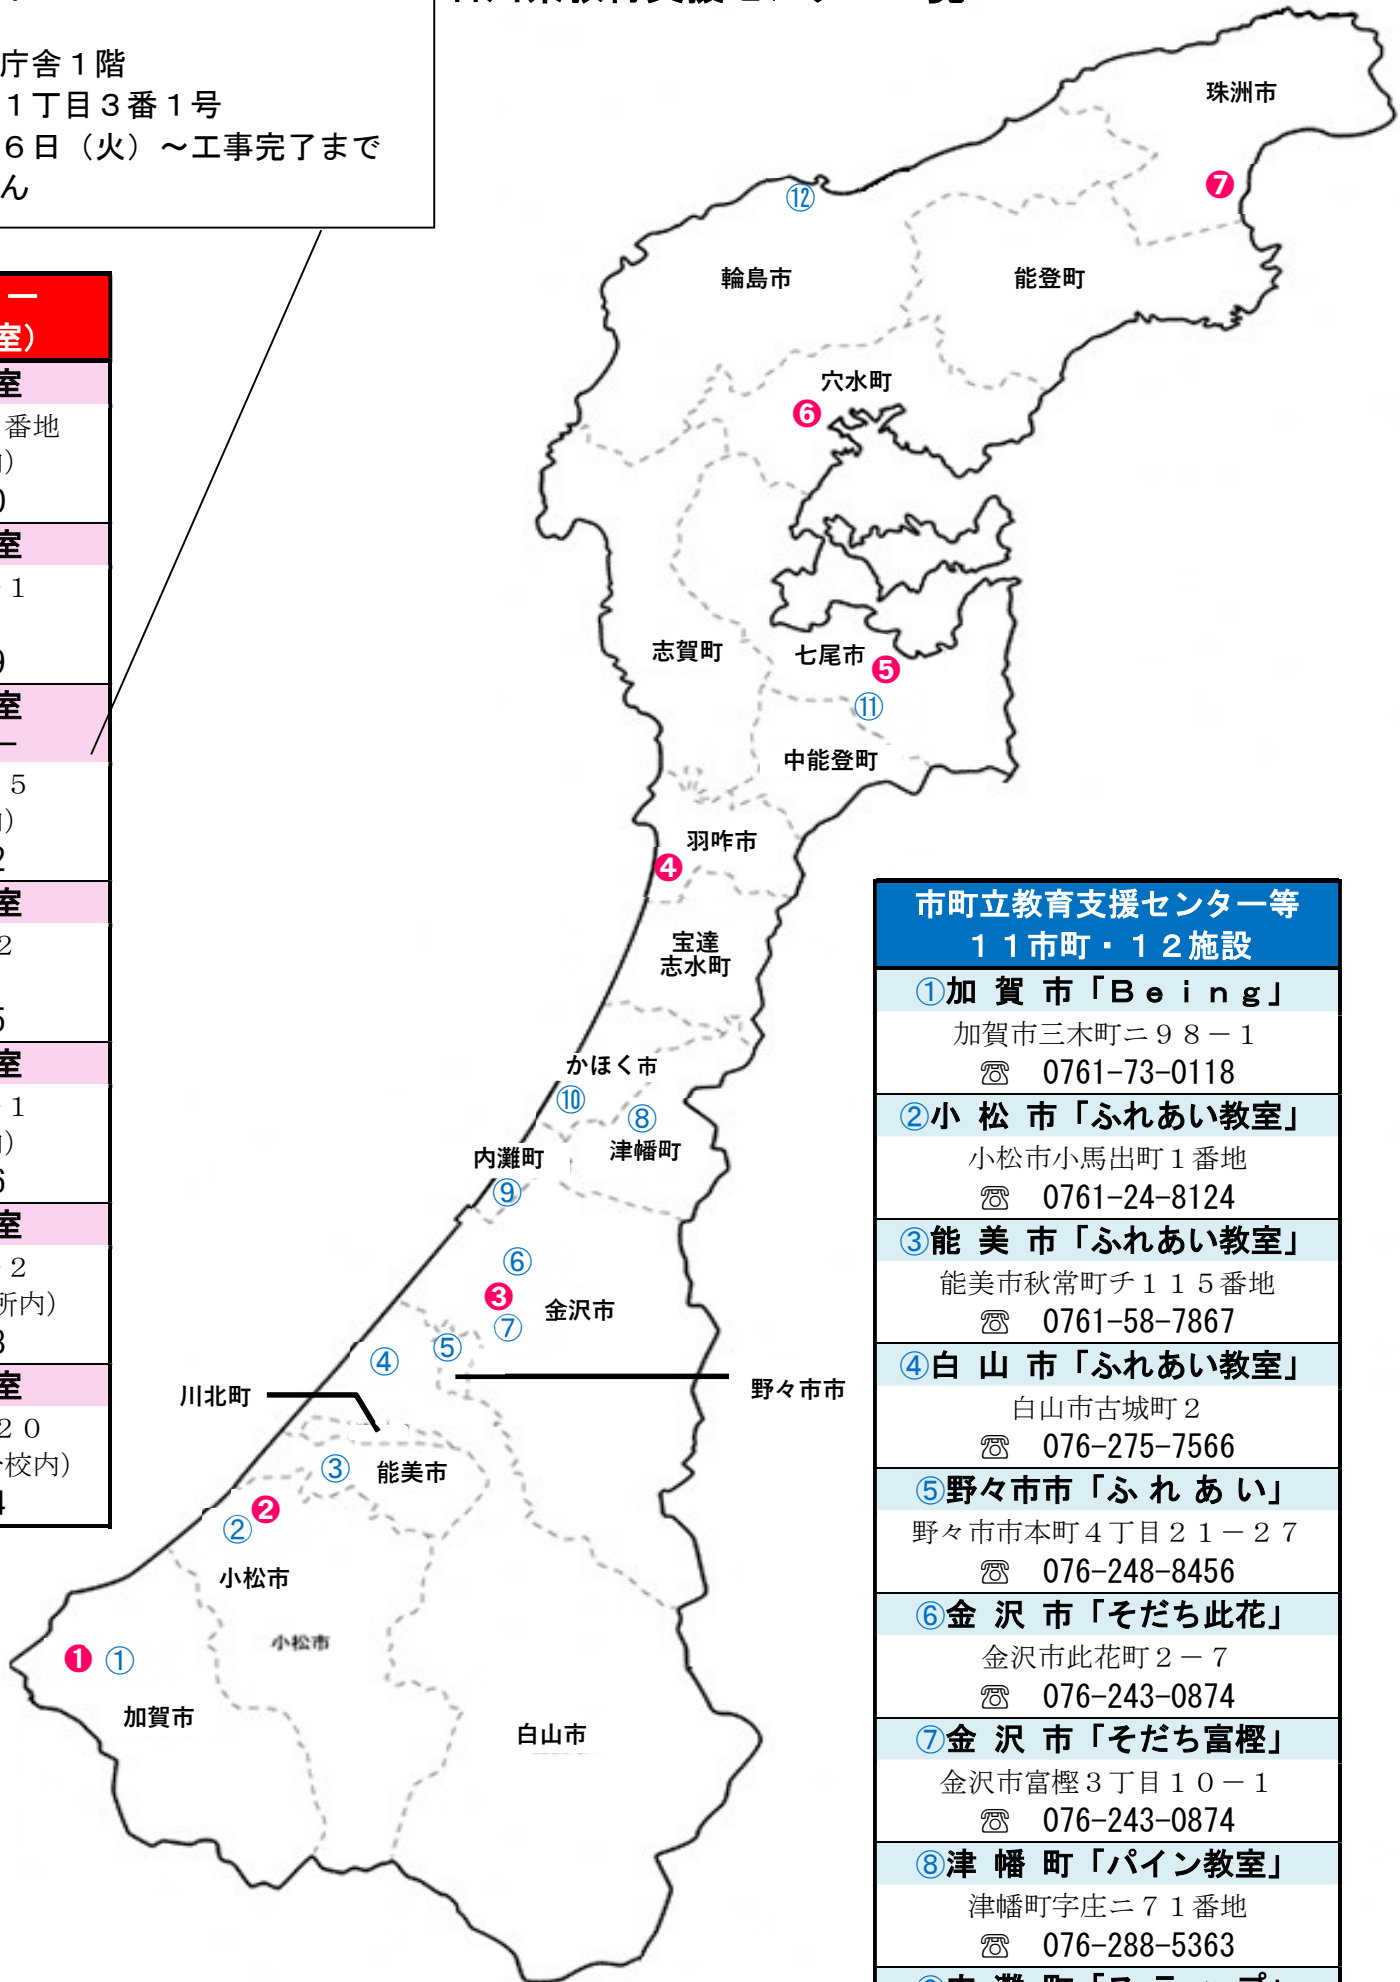 庁舎１階
１丁目３番１号
６日（火）～工事完了まで
ん
ー
室）
室
番地
）
0
室
１
9
室
ー
５
）
2
室
２
5
室
１
）
6
室
２
所内）
3
室
２０
校内）
4
珠洲市
❼
⑫
輪島市
能登町
穴水町
❻
志賀町
七尾市
❺
⑪
中能登町
羽咋市
❹
宝達
志水町
かほく市
⑩
⑧
津幡町
内灘町
⑨
⑥
❸
金沢市
⑦
⑤
④
川北町
野々市市
③
能美市
❷
②
小松市
小松市
❶
①
加賀市
白山市
市町立教育支援センター等
１１市町・１２施設
①加 賀 市「Ｂｅｉｎｇ」
加賀市三木町ニ９８－１
☏ 0761-73-0118
②小 松 市「ふれあい教室」
小松市小馬出町１番地
☏ 0761-24-8124
③能 美 市「ふれあい教室」
能美市秋常町チ１１５番地
☏ 0761-58-7867
④白 山 市「ふれあい教室」
白山市古城町２
☏ 076-275-7566
⑤野々市市「ふ れ あ い」
野々市市本町４丁目２１－２７
☏ 076-248-8456
⑥金 沢 市「そだち此花」
金沢市此花町２－７
☏ 076-243-0874
⑦金 沢 市「そだち富樫」
金沢市富樫３丁目１０－１
☏ 076-243-0874
⑧津 幡 町「パイン教室」
津幡町字庄ニ７１番地
☏ 076-288-5363